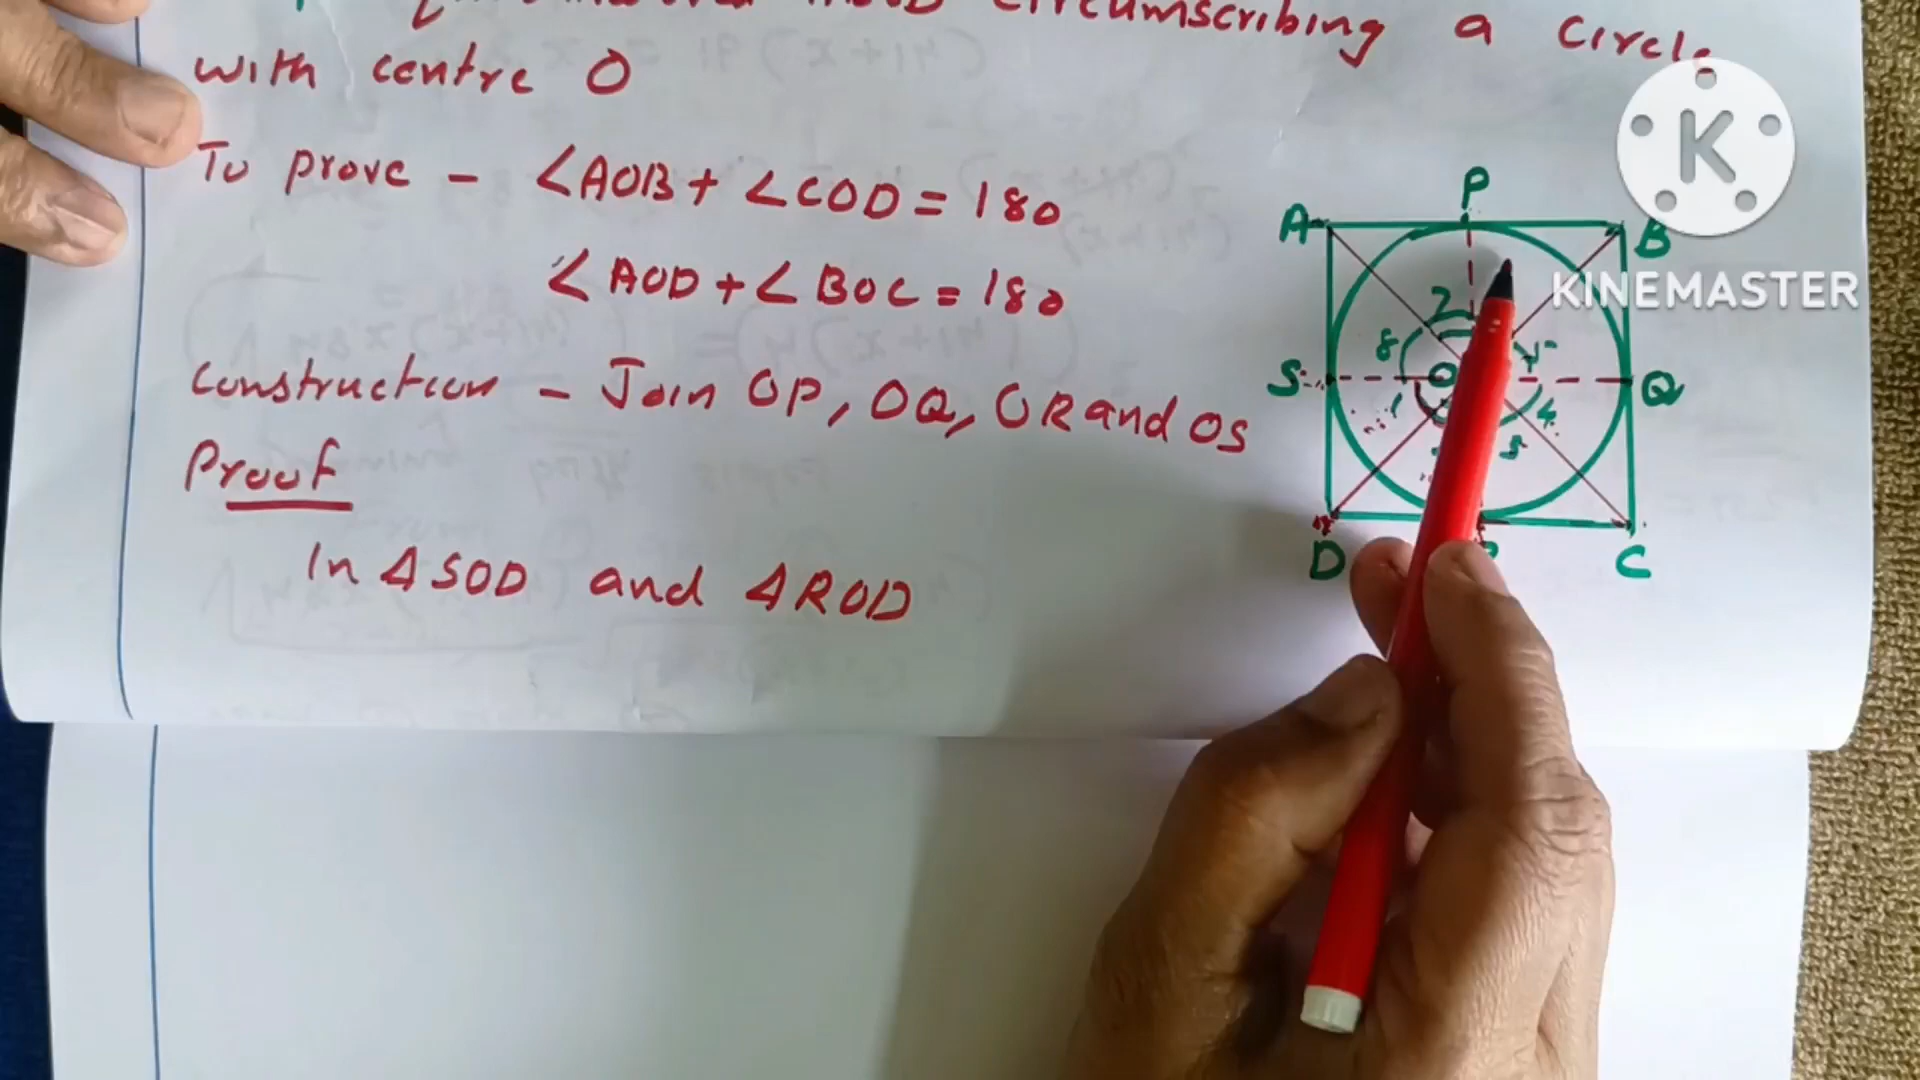 circumscribing a circle
with centre O
To prove - ∠AOB + ∠COD = 180
∠AOD + ∠BOC = 180
Construction - Join OP, OQ, OR and OS
Proof
In ΔSOD and ΔROD
P
A
B
K
KINEMASTER
7
8
S
O
Q
1
4
5
D
C